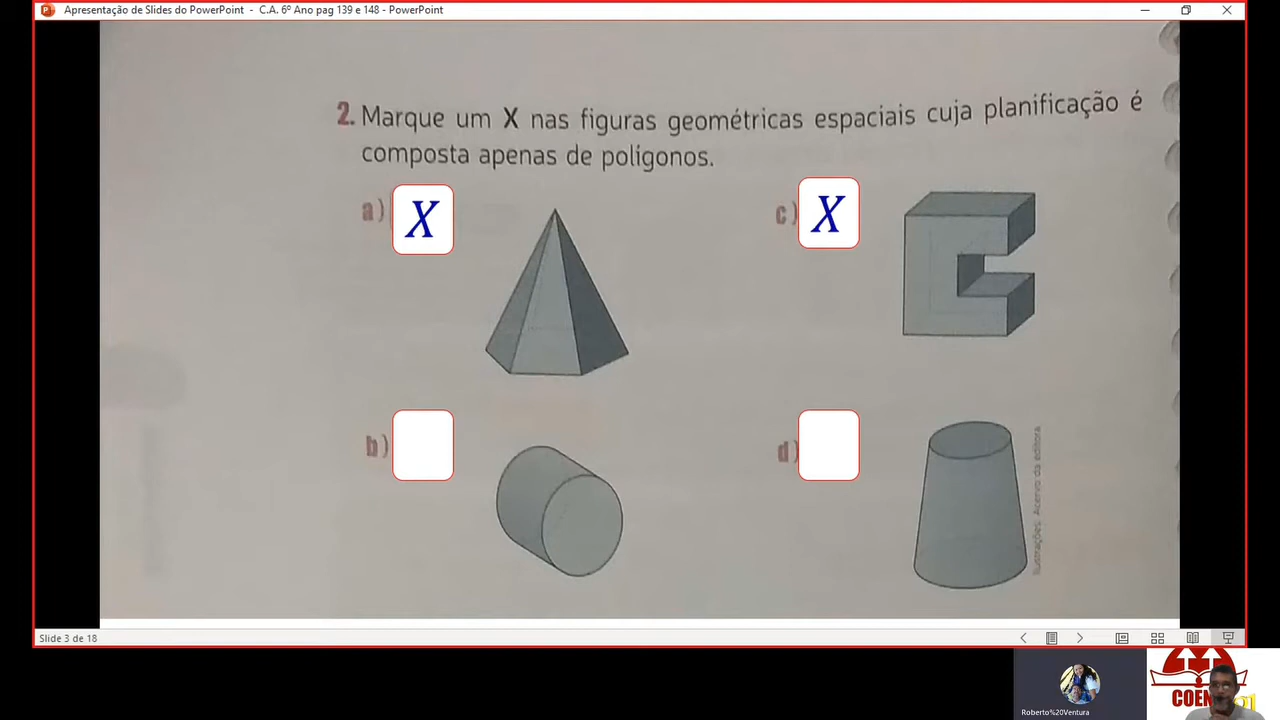 Apresentação de Slides do PowerPoint - C.A. 6º Ano pag 139 e 148 - PowerPoint
2. Marque um X nas figuras geométricas espaciais cuja planificação é
composta apenas de polígonos.
a) X
c) X
b)
d)
Ilustrações: Acervo da editora
Slide 3 de 18
Roberto%20Ventura